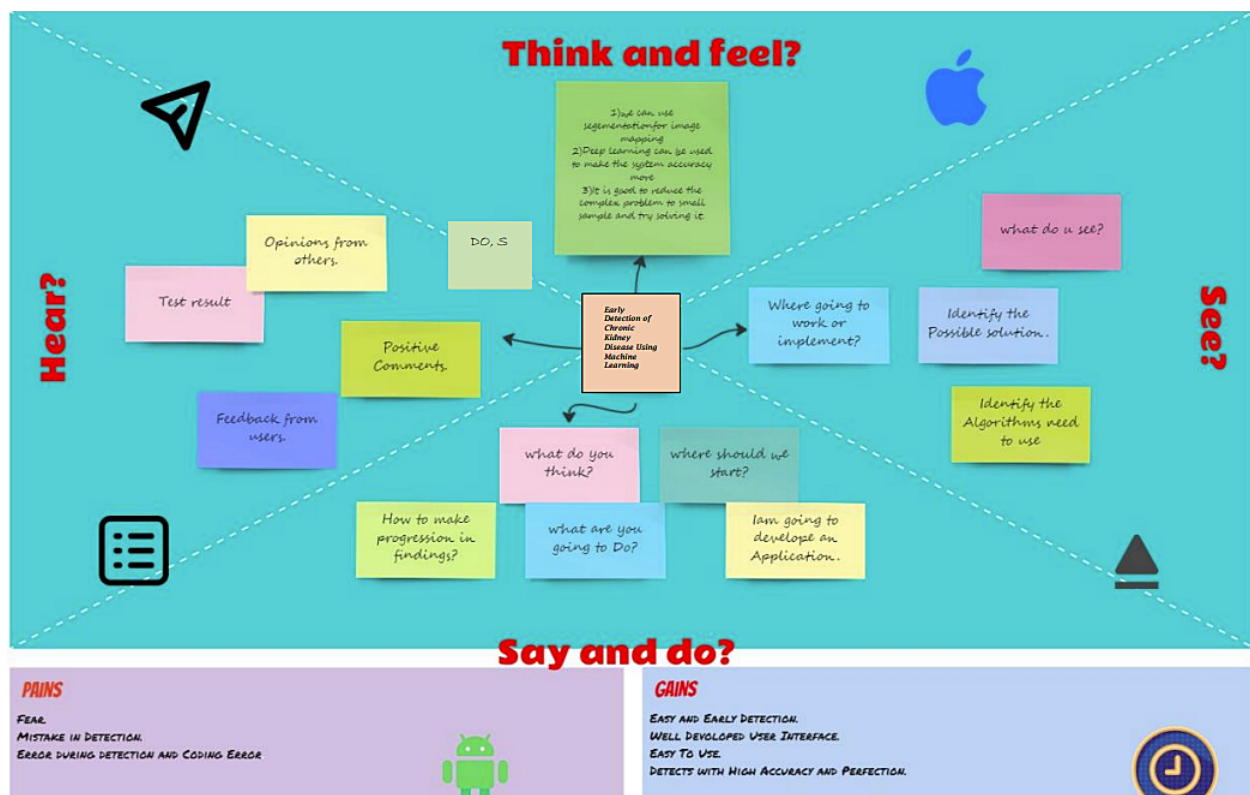 Think and feel?
1)we can use
segementationfor image
mapping
2)Deep learning can be used
to make the system accuracy
more
3)It is good to reduce the
complex problem to small
sample and try solving it.
Hear?
Opinions from
others.
DO, S
Test result
Positive
Comments.
Feedback from
users.
Early
Detection of
Chronic
Kidney
Disease Using
Machine
Learning
See?
what do u see?
Where going to
work or
implement?
Identify the
Possible solution.
Identify the
Algorithms need
to use
what do you
think?
where should we
start?
How to make
progression in
findings?
what are you
going to Do?
Iam going to
develope an
Application.
Say and do?
PAINS
FEAR.
MISTAKE IN DETECTION.
ERROR DURING DETECTION AND CODING ERROR
GAINS
EASY AND EARLY DETECTION.
WELL DEVOLOPED USER INTERFACE.
EASY TO USE.
DETECTS WITH HIGH ACCURACY AND PERFECTION.